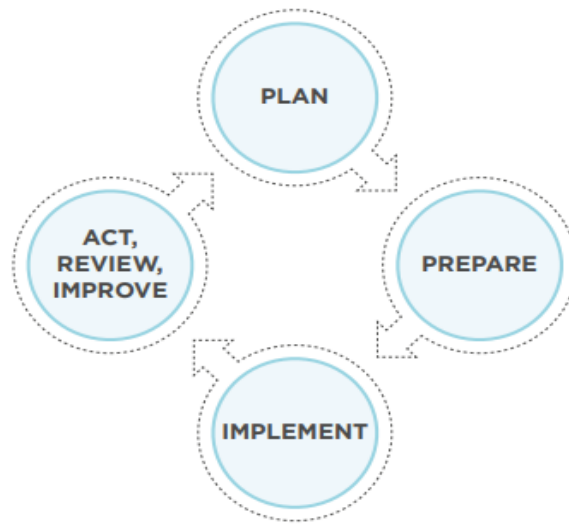 PLAN
PREPARE
IMPLEMENT
ACT,
REVIEW,
IMPROVE